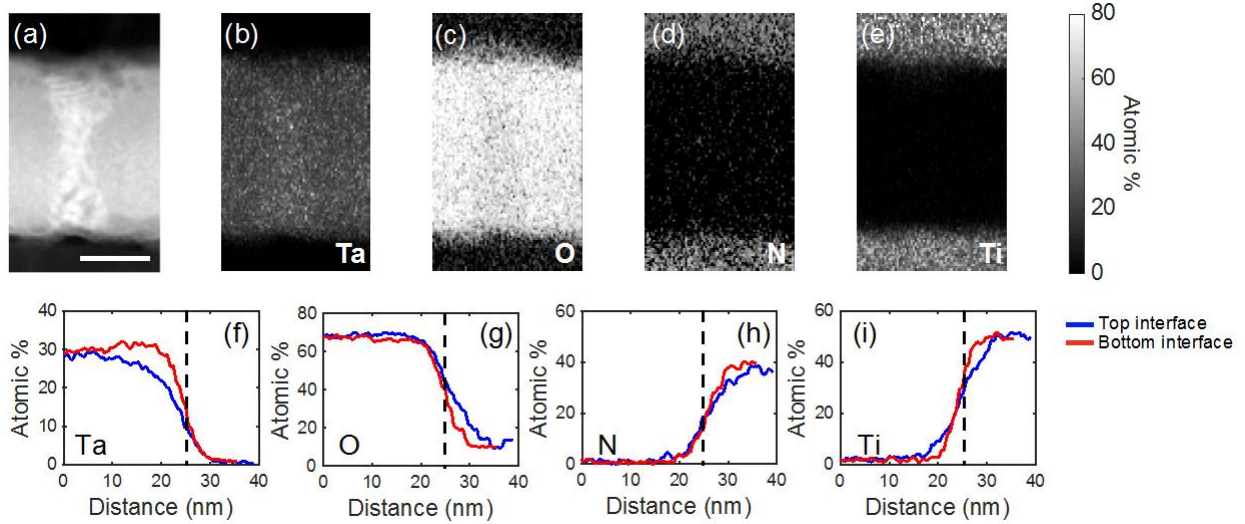 (a)
(b)
(c)
(d)
(e)
Ta
O
N
Ti
80
60
40
20
0
Atomic %
40
30
20
10
0
Atomic %
(f)
Ta
0 10 20 30 40
Distance (nm)
80
60
40
20
0
Atomic %
(g)
O
0 10 20 30 40
Distance (nm)
60
40
20
0
Atomic %
(h)
N
0 10 20 30 40
Distance (nm)
60
40
20
0
Atomic %
(i)
Ti
0 10 20 30 40
Distance (nm)
Top interface
Bottom interface